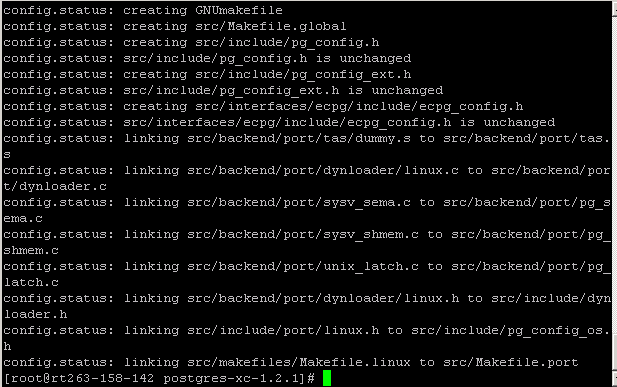 config.status: creating GNUmakefile
config.status: creating src/Makefile.global
config.status: creating src/include/pg_config.h
config.status: src/include/pg_config.h is unchanged
config.status: creating src/include/pg_config_ext.h
config.status: src/include/pg_config_ext.h is unchanged
config.status: creating src/interfaces/ecpg/include/ecpg_config.h
config.status: src/interfaces/ecpg/include/ecpg_config.h is unchanged
config.status: linking src/backend/port/tas/dummy.s to src/backend/port/tas.
s
config.status: linking src/backend/port/dynloader/linux.c to src/backend/por
t/dynloader.c
config.status: linking src/backend/port/sysv_sema.c to src/backend/port/pg_s
ema.c
config.status: linking src/backend/port/sysv_shmem.c to src/backend/port/pg_
shmem.c
config.status: linking src/backend/port/unix_latch.c to src/backend/port/pg_
latch.c
config.status: linking src/backend/port/dynloader/linux.h to src/include/dyn
loader.h
config.status: linking src/include/port/linux.h to src/include/pg_config_os.
h
config.status: linking src/makefiles/Makefile.linux to src/Makefile.port
[root@rt263-158-142 postgres-xc-1.2.1]#